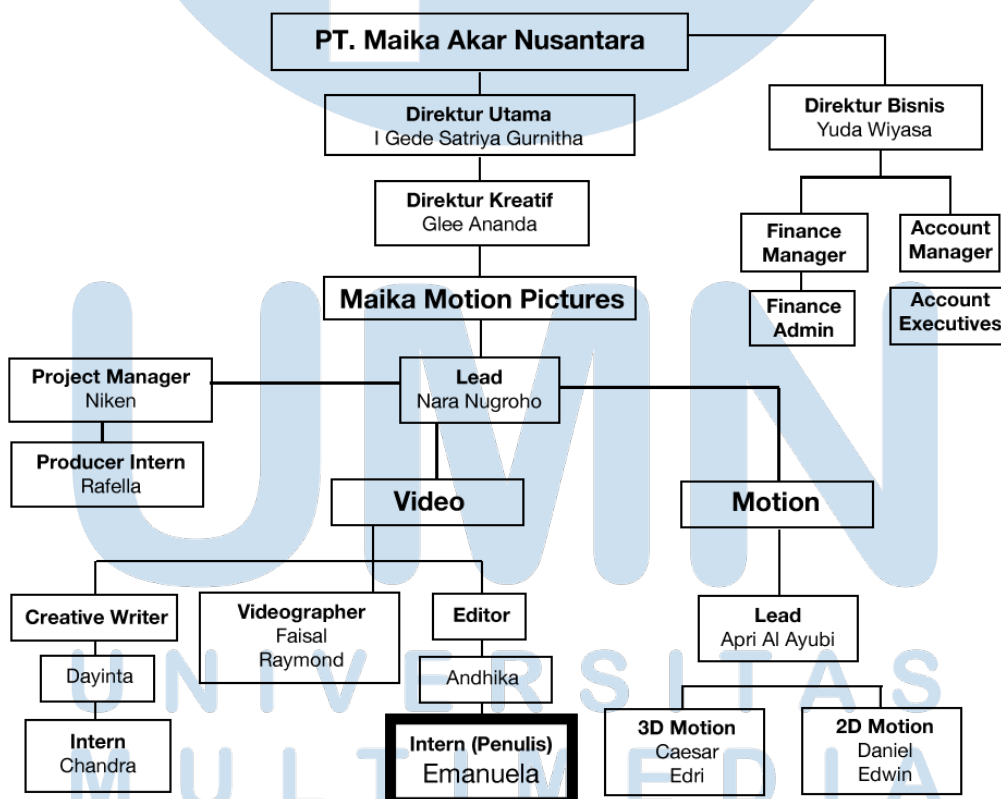 PT. Maika Akar Nusantara
Direktur Utama
I Gede Satriya Gurnitha
Direktur Bisnis
Yuda Wiyasa
Direktur Kreatif
Glee Ananda
Finance
Manager
Account
Manager
Maika Motion Pictures
Finance
Admin
Account
Executives
Project Manager
Niken
Lead
Nara Nugroho
Producer Intern
Rafella
Video
Motion
Creative Writer
Videographer
Faisal
Raymond
Editor
Lead
Apri Al Ayubi
Dayinta
Andhika
Intern
Chandra
Intern (Penulis)
Emanuela
3D Motion
Caesar
Edri
2D Motion
Daniel
Edwin
UMN
UNIVERSITAS
MULTIMEDIA